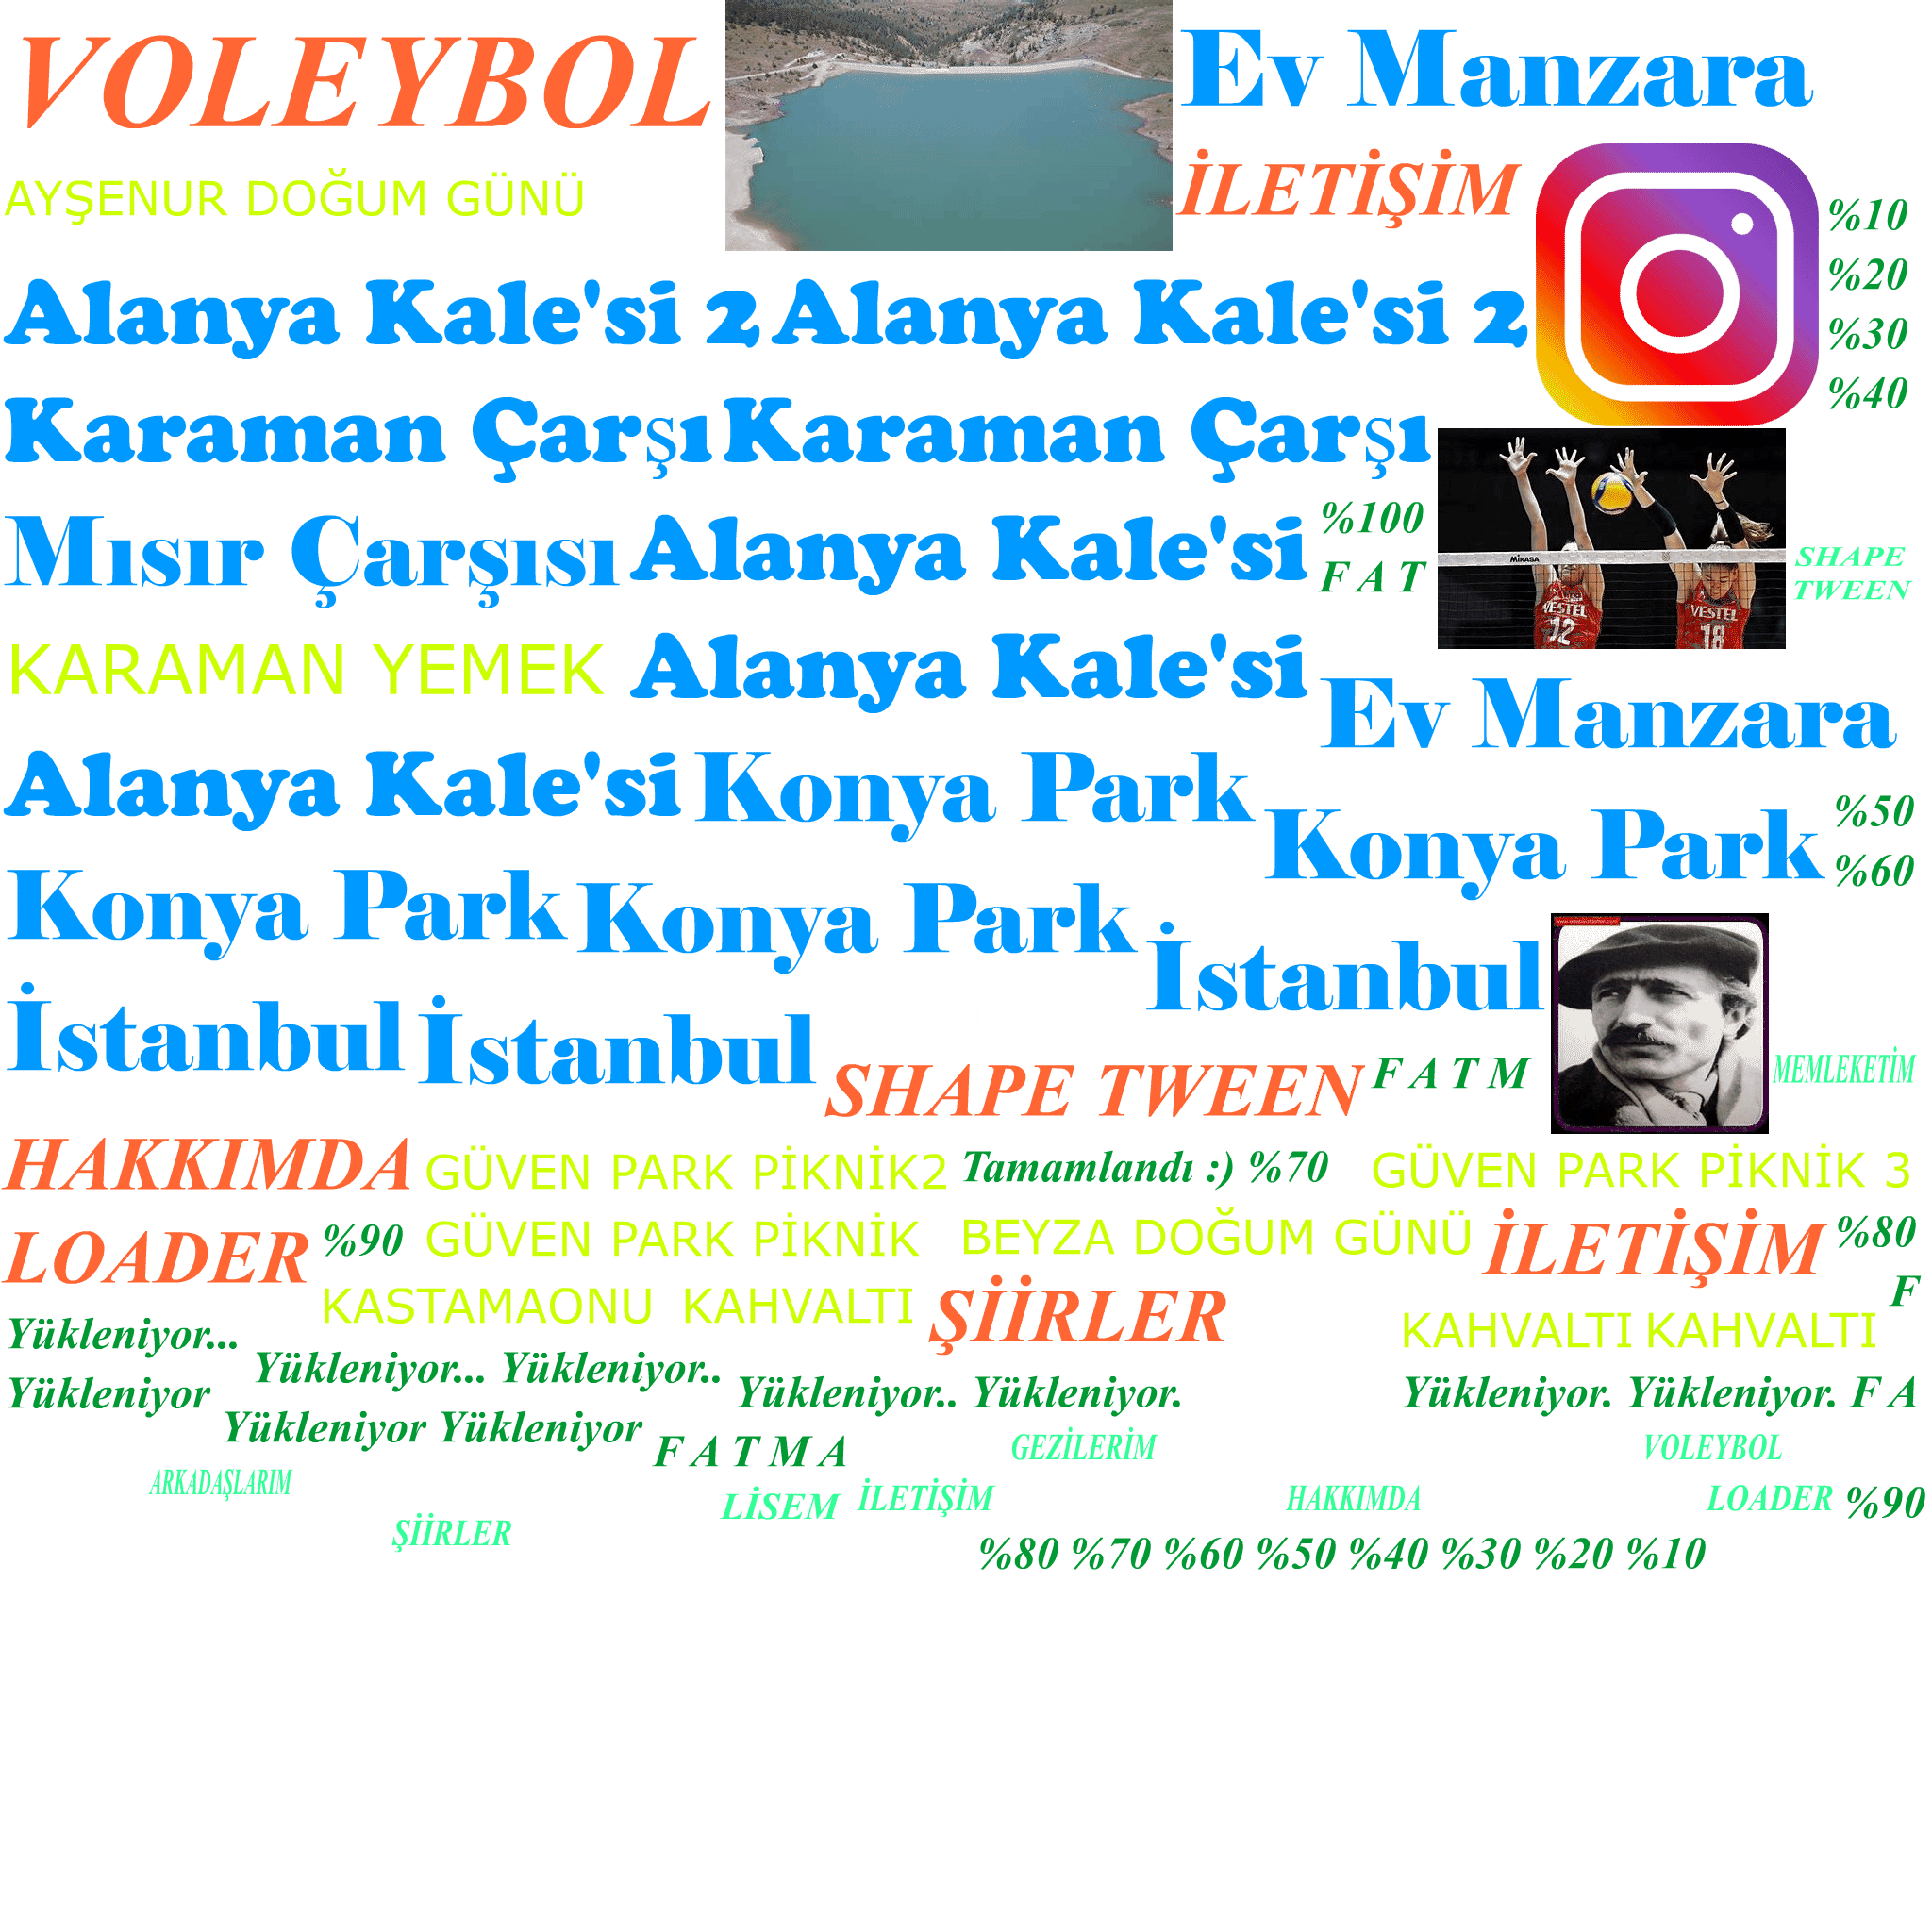 VOLEYBOL
Ev Manzara
AYŞENUR DOĞUM GÜNÜ
İLETİŞİM
%10
%20
%30
%40
Alanya Kale'si 2
Alanya Kale'si 2
Karaman Çarşı
Karaman Çarşı
Mısır Çarşısı
Alanya Kale'si
%100
F A T
MİKASA
VESTEL
12
VESTEL
18
SHAPE
TWEEN
KARAMAN YEMEK
Alanya Kale'si
Ev Manzara
Alanya Kale'si
Konya Park
Konya Park
%50
%60
Konya Park
Konya Park
İstanbul
İstanbul
İstanbul
SHAPE TWEEN
F A T M
MEMLEKETİM
HAKKIMDA
GÜVEN PARK PİKNİK2
Tamamlandı :)
%70
GÜVEN PARK PİKNİK 3
LOADER
%90
GÜVEN PARK PİKNİK
BEYZA DOĞUM GÜNÜ
İLETİŞİM
%80
F
KASTAMAONU KAHVALTI
ŞİİRLER
KAHVALTI
KAHVALTI
Yükleniyor...
Yükleniyor...
Yükleniyor..
Yükleniyor..
Yükleniyor.
Yükleniyor.
Yükleniyor.
F A
Yükleniyor
Yükleniyor
Yükleniyor
F A T M A
GEZİLERİM
VOLEYBOL
ARKADAŞLARIM
LİSEM
İLETİŞİM
HAKKIMDA
LOADER
%90
ŞİİRLER
%80
%70
%60
%50
%40
%30
%20
%10